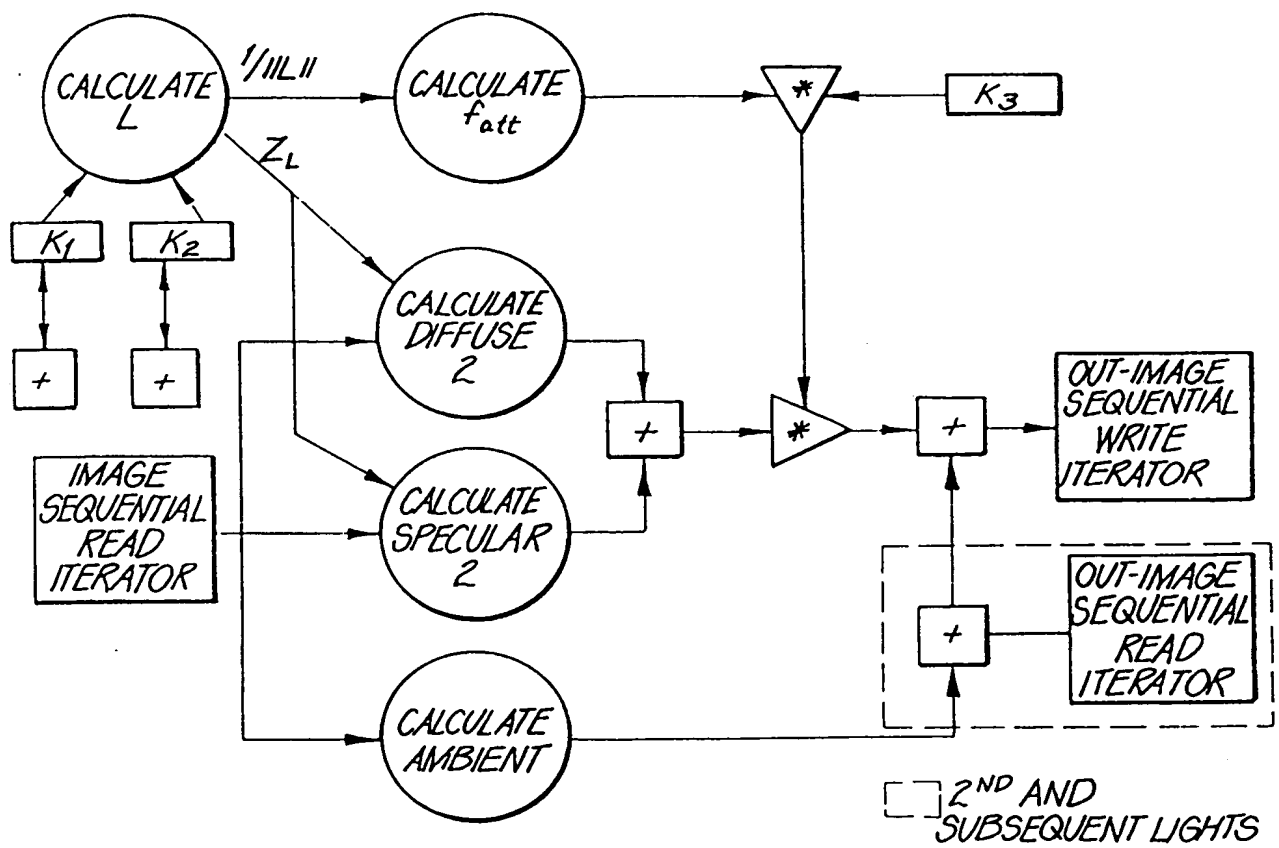 CALCULATE
L
1/||L||
CALCULATE
fatt
*
K3
ZL
K1
K2
+
+
CALCULATE
DIFFUSE
2
+
*
+
OUT-IMAGE
SEQUENTIAL
WRITE
ITERATOR
IMAGE
SEQUENTIAL
READ
ITERATOR
CALCULATE
SPECULAR
2
+
OUT-IMAGE
SEQUENTIAL
READ
ITERATOR
CALCULATE
AMBIENT
2ND AND
SUBSEQUENT LIGHTS